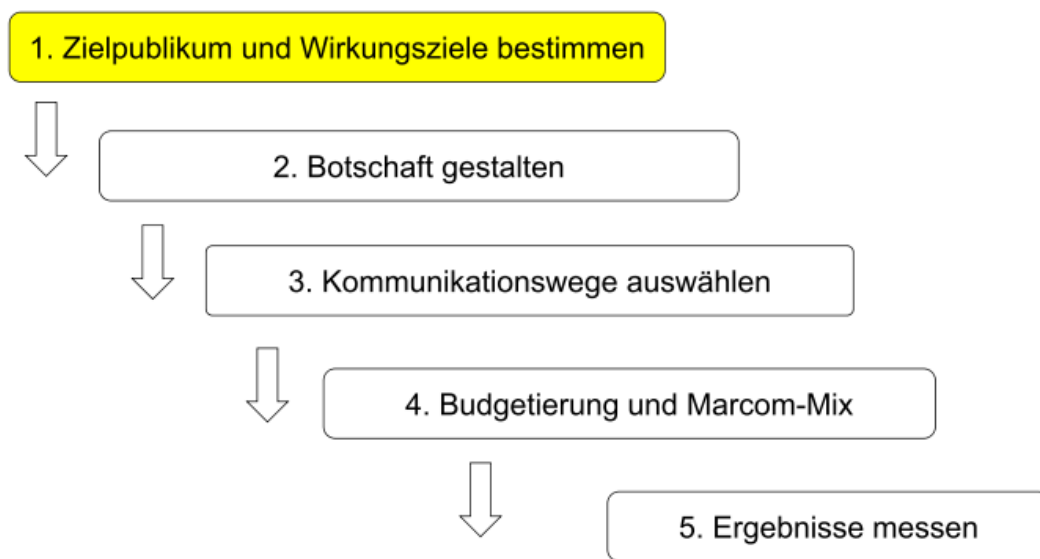 1. Zielpublikum und Wirkungsziele bestimmen
2. Botschaft gestalten
3. Kommunikationswege auswählen
4. Budgetierung und Marcom-Mix
5. Ergebnisse messen